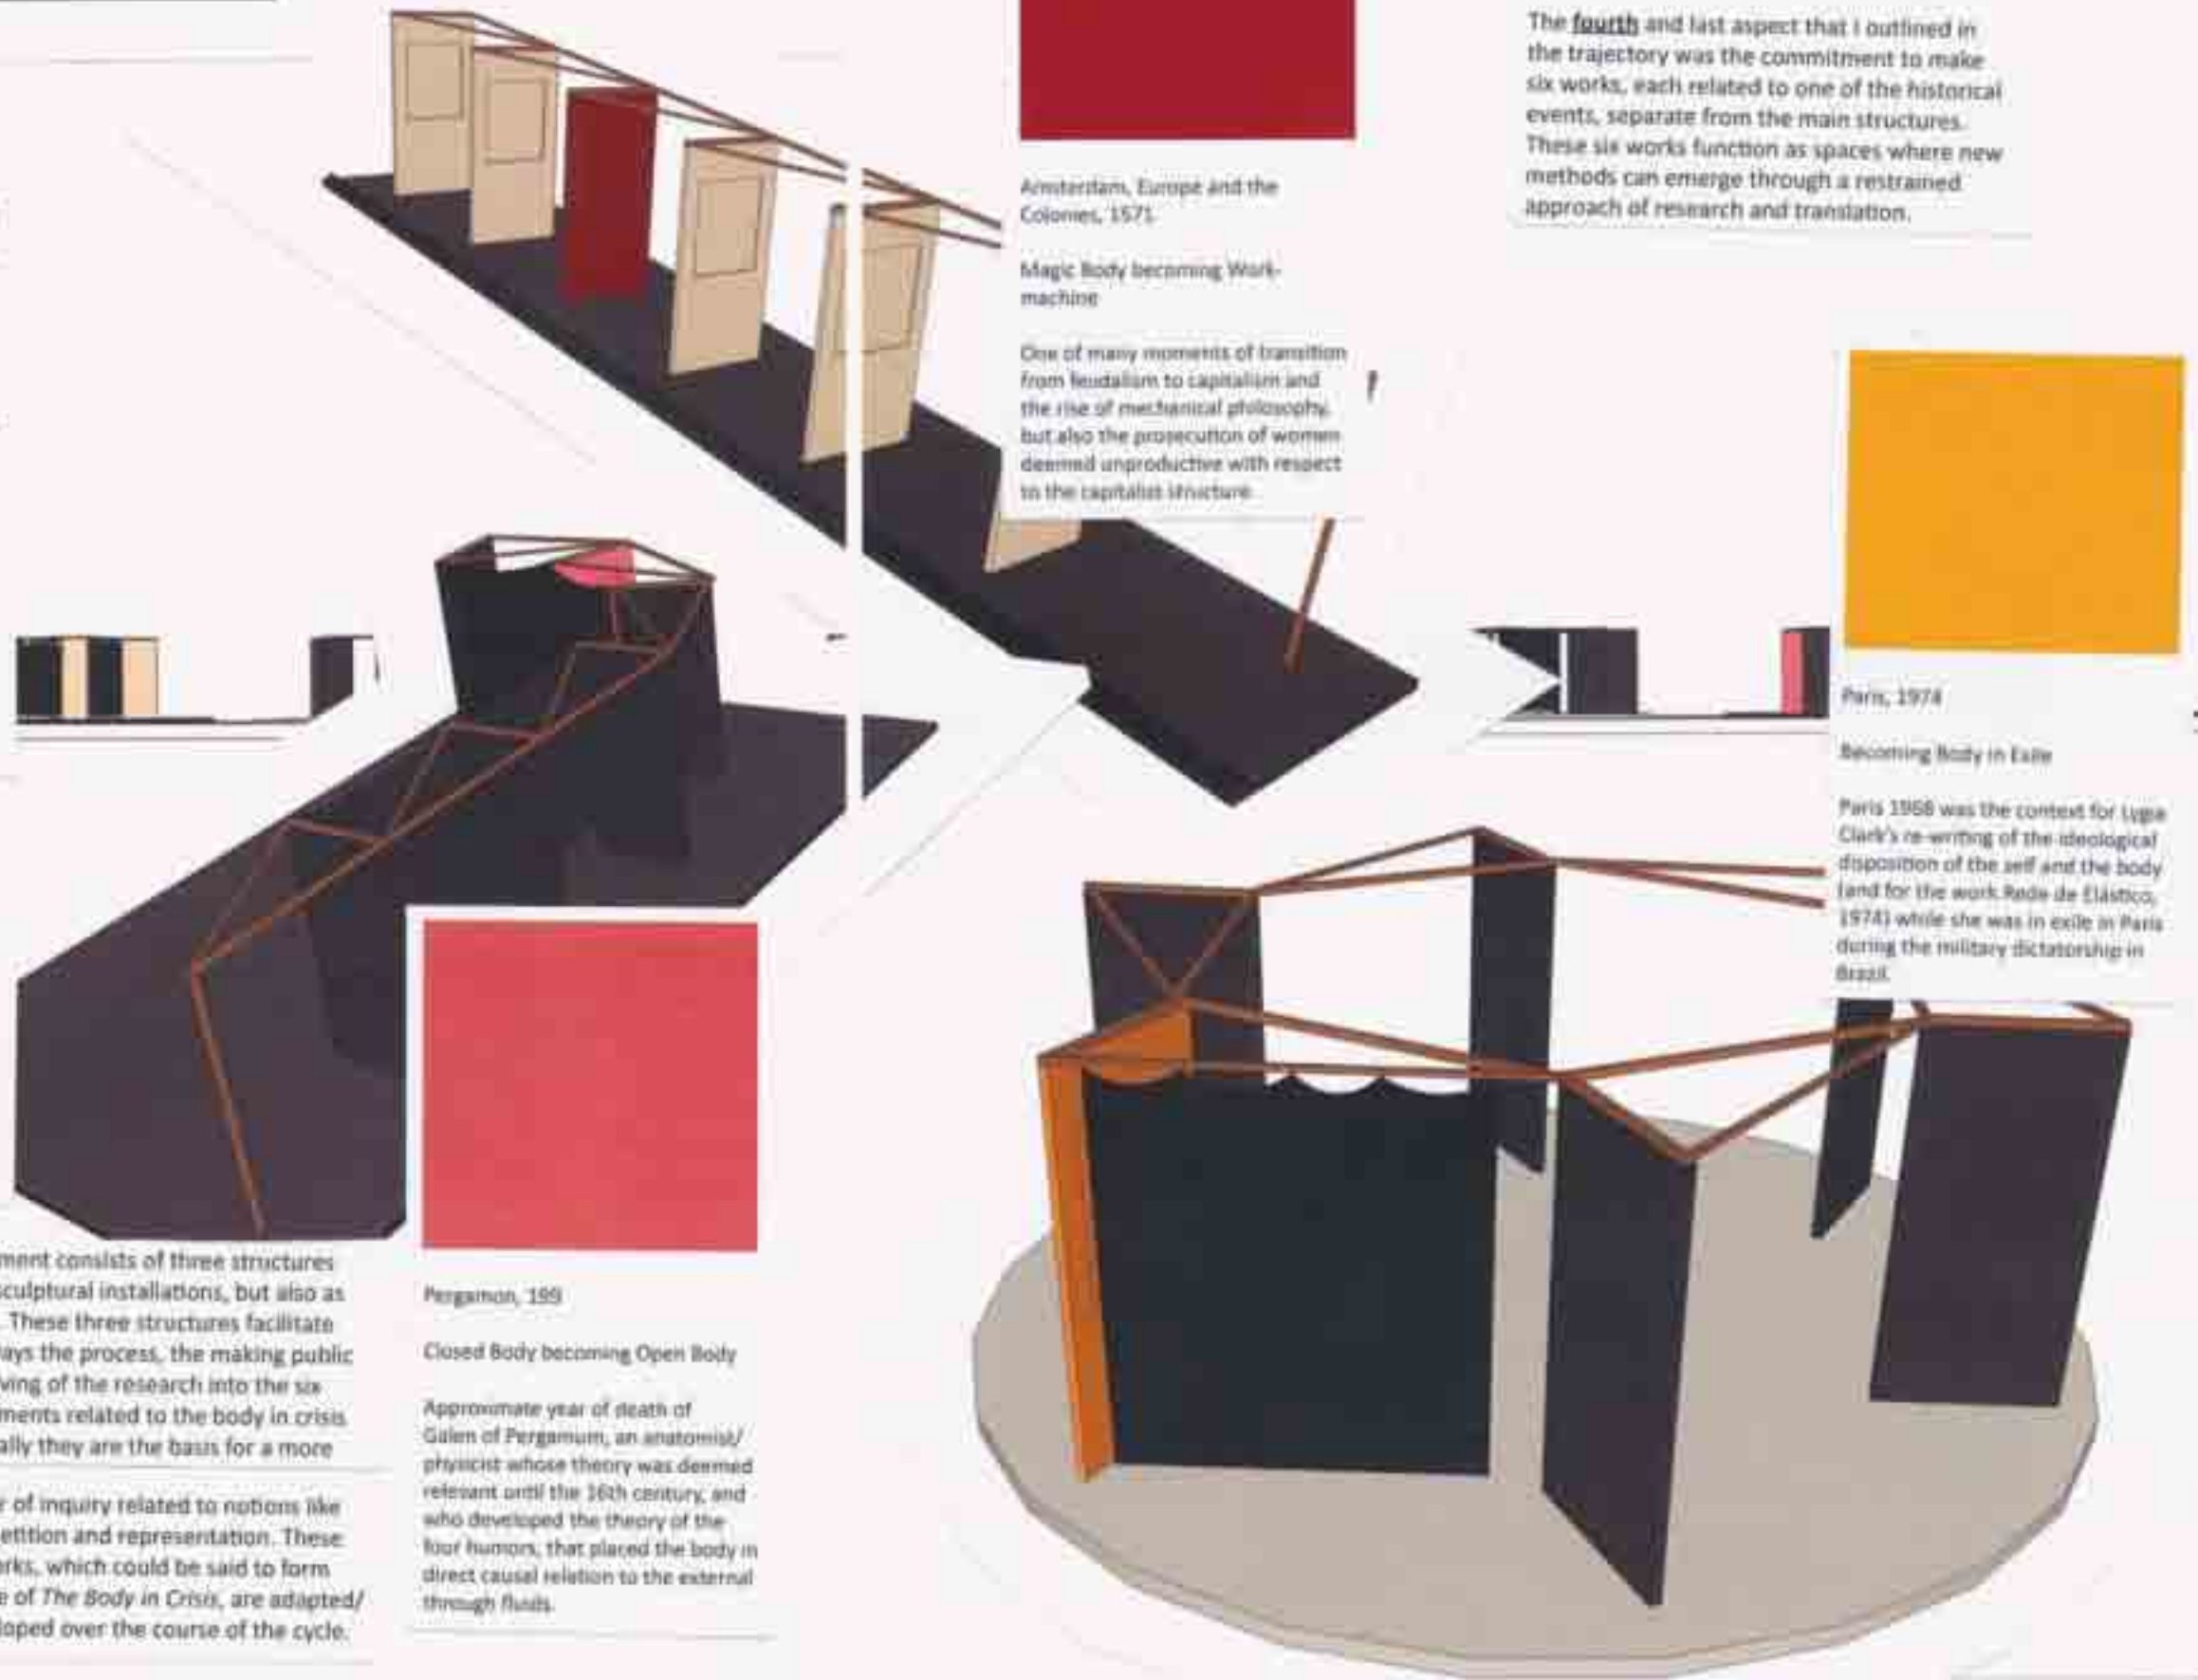 The fourth and last aspect that I outlined in
the trajectory was the commitment to make
six works, each related to one of the historical
events, separate from the main structures.
These six works function as spaces where new
methods can emerge through a restrained
approach of research and translation.
Amsterdam, Europe and the
Colonies, 1571
Magic Body becoming Work-
machine
One of many moments of transition
from feudalism to capitalism and
the rise of mechanical philosophy,
but also the prosecution of women
deemed unproductive with respect
to the capitalist structure.
Paris, 1974
Becoming Body in Exile
Paris 1968 was the context for Lygia
Clark's re-writing of the ideological
disposition of the self and the body
(and for the work Rede de Elástico,
1974) while she was in exile in Paris
during the military dictatorship in
Brazil.
ment consists of three structures
sculptural installations, but also as
. These three structures facilitate
ays the process, the making public
ving of the research into the six
ments related to the body in crisis
ally they are the basis for a more
r of inquiry related to notions like
etition and representation. These
orks, which could be said to form
e of The Body in Crisis, are adapted/
loped over the course of the cycle.
Pergamon, 199
Closed Body becoming Open Body
Approximate year of death of
Galen of Pergamum, an anatomist/
physicist whose theory was deemed
relevant until the 16th century, and
who developed the theory of the
four humors, that placed the body in
direct causal relation to the external
through fluids.